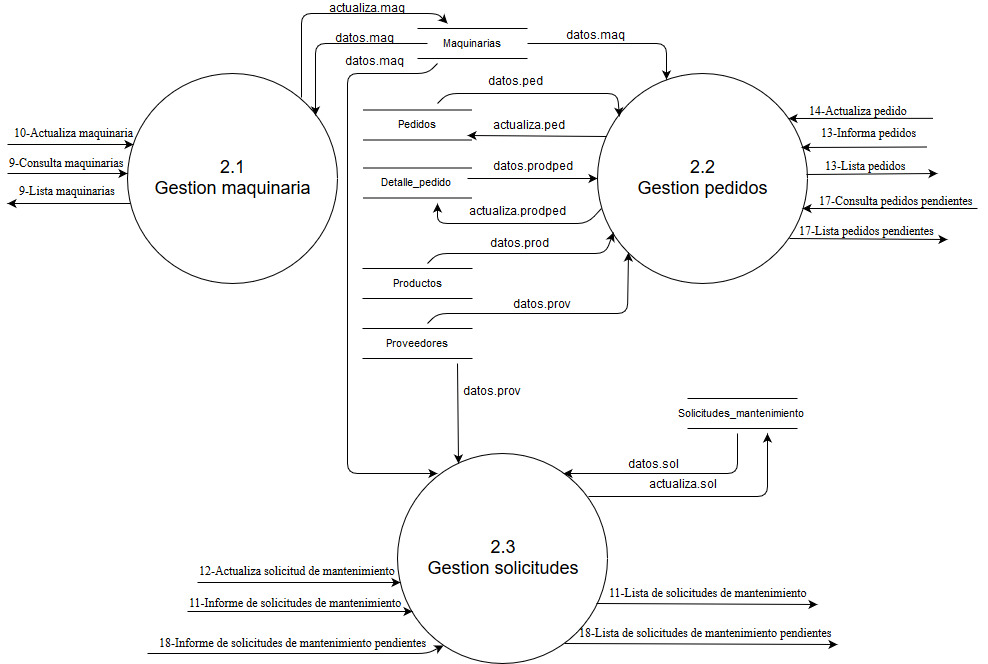 actualiza.maq
datos.maq
datos.maq
Maquinarias
datos.maq
datos.ped
Pedidos
actualiza.ped
Detalle_pedido
datos.prodped
actualiza.prodped
datos.prod
Productos
datos.prov
Proveedores
datos.prov
10-Actualiza maquinaria
9-Consulta maquinarias
9-Lista maquinarias
2.1
Gestion maquinaria
2.2
Gestion pedidos
14-Actualiza pedido
13-Informa pedidos
13-Lista pedidos
17-Consulta pedidos pendientes
17-Lista pedidos pendientes
Solicitudes_mantenimiento
datos.sol
actualiza.sol
2.3
Gestion solicitudes
12-Actualiza solicitud de mantenimiento
11-Informe de solicitudes de mantenimiento
18-Informe de solicitudes de mantenimiento pendientes
11-Lista de solicitudes de mantenimiento
18-Lista de solicitudes de mantenimiento pendientes